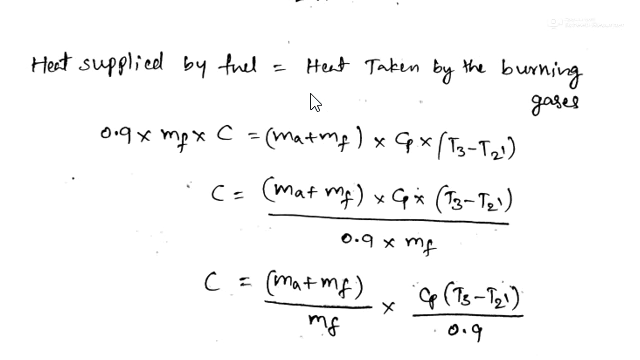 Heat supplied by fuel = Heat Taken by the burning
gases
0.9 x mf x C = (ma+mf) x Cp x (T3-T2')
C = (ma+ mf) x Cp x (T3-T2')
0.9 x mf
C = (ma+mf) x Cp (T3-T2')
mf 0.9